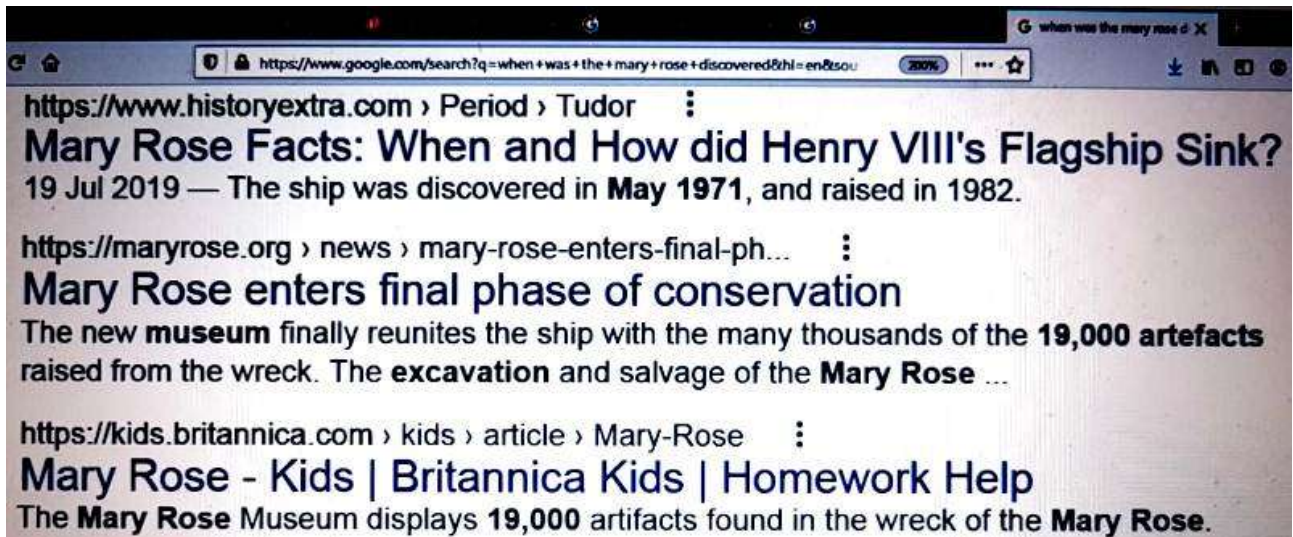 G when was the mary rose d X
https://www.google.com/search?q=when+was+the+mary+rose+discovered&hl=en&sou 200%
https://www.historyextra.com › Period › Tudor
Mary Rose Facts: When and How did Henry VIII's Flagship Sink?
19 Jul 2019 — The ship was discovered in May 1971, and raised in 1982.
https://maryrose.org › news › mary-rose-enters-final-ph...
Mary Rose enters final phase of conservation
The new museum finally reunites the ship with the many thousands of the 19,000 artefacts
raised from the wreck. The excavation and salvage of the Mary Rose ...
https://kids.britannica.com › kids › article › Mary-Rose
Mary Rose - Kids | Britannica Kids | Homework Help
The Mary Rose Museum displays 19,000 artifacts found in the wreck of the Mary Rose.